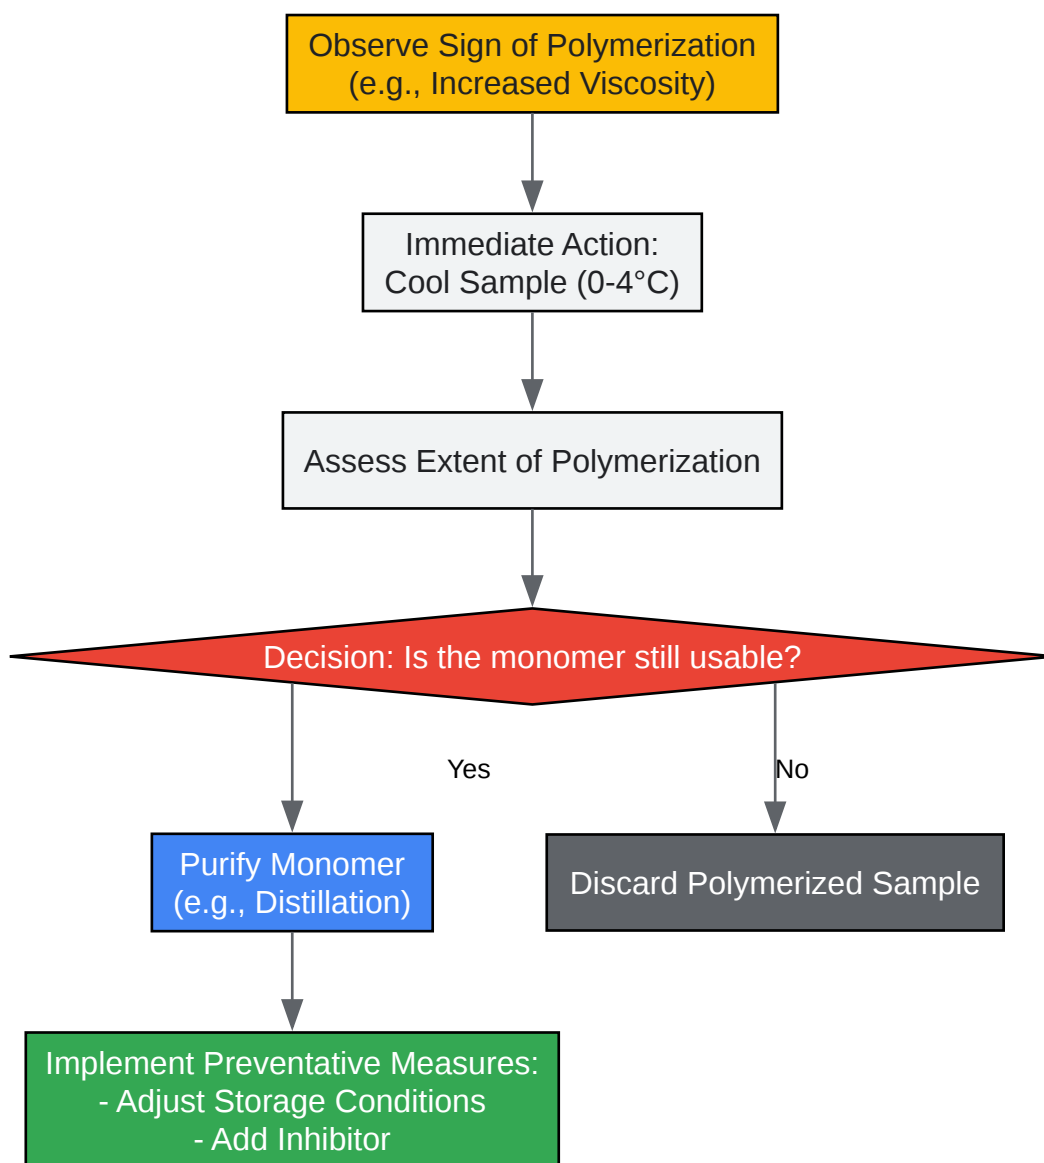 Observe Sign of Polymerization
(e.g., Increased Viscosity)
Immediate Action:
Cool Sample (0-4°C)
Assess Extent of Polymerization
Decision: Is the monomer still usable?
Yes
No
Purify Monomer
(e.g., Distillation)
Discard Polymerized Sample
Implement Preventative Measures:
- Adjust Storage Conditions
- Add Inhibitor